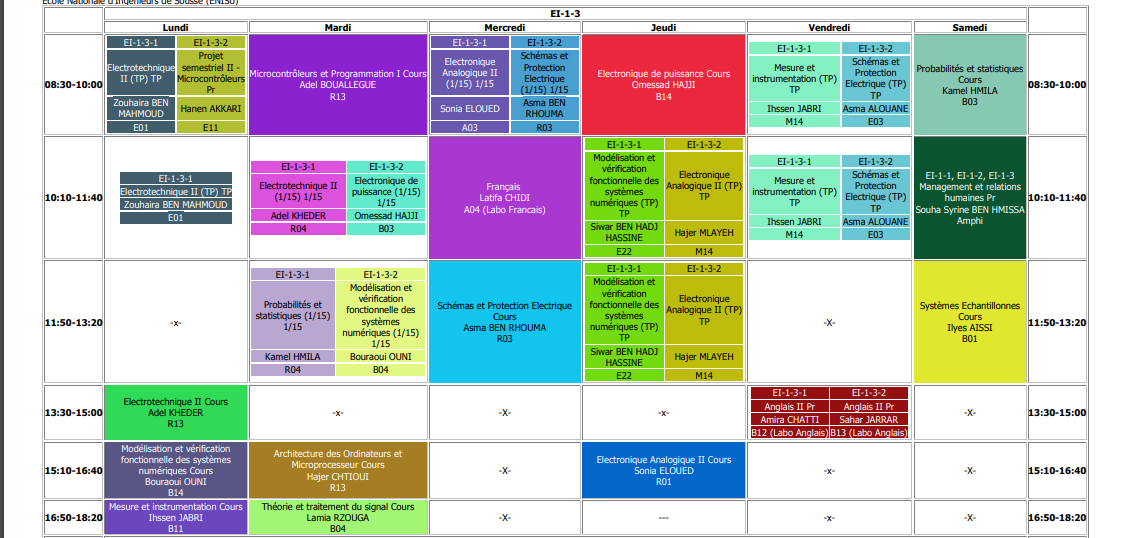 Ecole Nationale d'Ingénieurs de Sousse (ENISo)
EI-1-3
Lundi
Mardi
Mercredi
Jeudi
Vendredi
Samedi
08:30-10:00
EI-1-3-1
Electrotechnique
II (TP) TP
Zouhaira BEN
MAHMOUD
E01
EI-1-3-2
Projet
semestriel II -
Microcontrôleurs
Pr
Hanen AKKARI
E11
Microcontrôleurs et Programmation I Cours
Adel BOUALLEGUE
R13
EI-1-3-1
Electronique
Analogique II
(1/15) 1/15
Sonia ELOUED
A03
EI-1-3-2
Schémas et
Protection
Electrique
(1/15) 1/15
Asma BEN
RHOUMA
R03
Electronique de puissance Cours
Omessad HAJJI
B14
EI-1-3-1
Mesure et
instrumentation (TP)
TP
Ihssen JABRI
M14
EI-1-3-2
Schémas et
Protection
Electrique (TP)
TP
Asma ALOUANE
E03
Probabilités et statistiques
Cours
Kamel HMILA
B03
08:30-10:00
10:10-11:40
EI-1-3-1
Electrotechnique II (TP) TP
Zouhaira BEN MAHMOUD
E01
EI-1-3-1
Electrotechnique II
(1/15) 1/15
Adel KHEDER
R04
EI-1-3-2
Electronique de
puissance (1/15)
1/15
Omessad HAJJI
B03
Français
Latifa CHIDI
A04 (Labo Francais)
EI-1-3-1
Modélisation et
vérification
fonctionnelle des
systèmes
numériques (TP)
TP
Siwar BEN HADJ
HASSINE
E22
EI-1-3-2
Electronique
Analogique II (TP)
TP
Hajer MLAYEH
M14
EI-1-3-1
Mesure et
instrumentation (TP)
TP
Ihssen JABRI
M14
EI-1-3-2
Schémas et
Protection
Electrique (TP)
TP
Asma ALOUANE
E03
EI-1-1, EI-1-2, EI-1-3
Management et relations
humaines Pr
Souha Syrine BEN HMISSA
Amphi
10:10-11:40
11:50-13:20
-x-
EI-1-3-1
Probabilités et
statistiques (1/15)
1/15
Kamel HMILA
R04
EI-1-3-2
Modélisation et
vérification
fonctionnelle des
systèmes
numériques (1/15)
1/15
Bouraoui OUNI
B04
Schémas et Protection Electrique
Cours
Asma BEN RHOUMA
R03
EI-1-3-1
Modélisation et
vérification
fonctionnelle des
systèmes
numériques (TP)
TP
Siwar BEN HADJ
HASSINE
E22
EI-1-3-2
Electronique
Analogique II (TP)
TP
Hajer MLAYEH
M14
-X-
Systèmes Echantillonnes
Cours
Ilyes AISSI
B01
11:50-13:20
13:30-15:00
Electrotechnique II Cours
Adel KHEDER
R13
-x-
-X-
-x-
EI-1-3-1
Anglais II Pr
Amira CHATTI
B12 (Labo Anglais)
EI-1-3-2
Anglais II Pr
Sahar JARRAR
B13 (Labo Anglais)
-X-
13:30-15:00
15:10-16:40
Modélisation et vérification
fonctionnelle des systèmes
numériques Cours
Bouraoui OUNI
B14
Architecture des Ordinateurs et
Microprocesseur Cours
Hajer CHTIOUI
R13
-X-
Electronique Analogique II Cours
Sonia ELOUED
R01
-x-
-X-
15:10-16:40
16:50-18:20
Mesure et instrumentation Cours
Ihssen JABRI
B11
Théorie et traitement du signal Cours
Lamia RZOUGA
B04
-X-
---
-x-
-X-
16:50-18:20